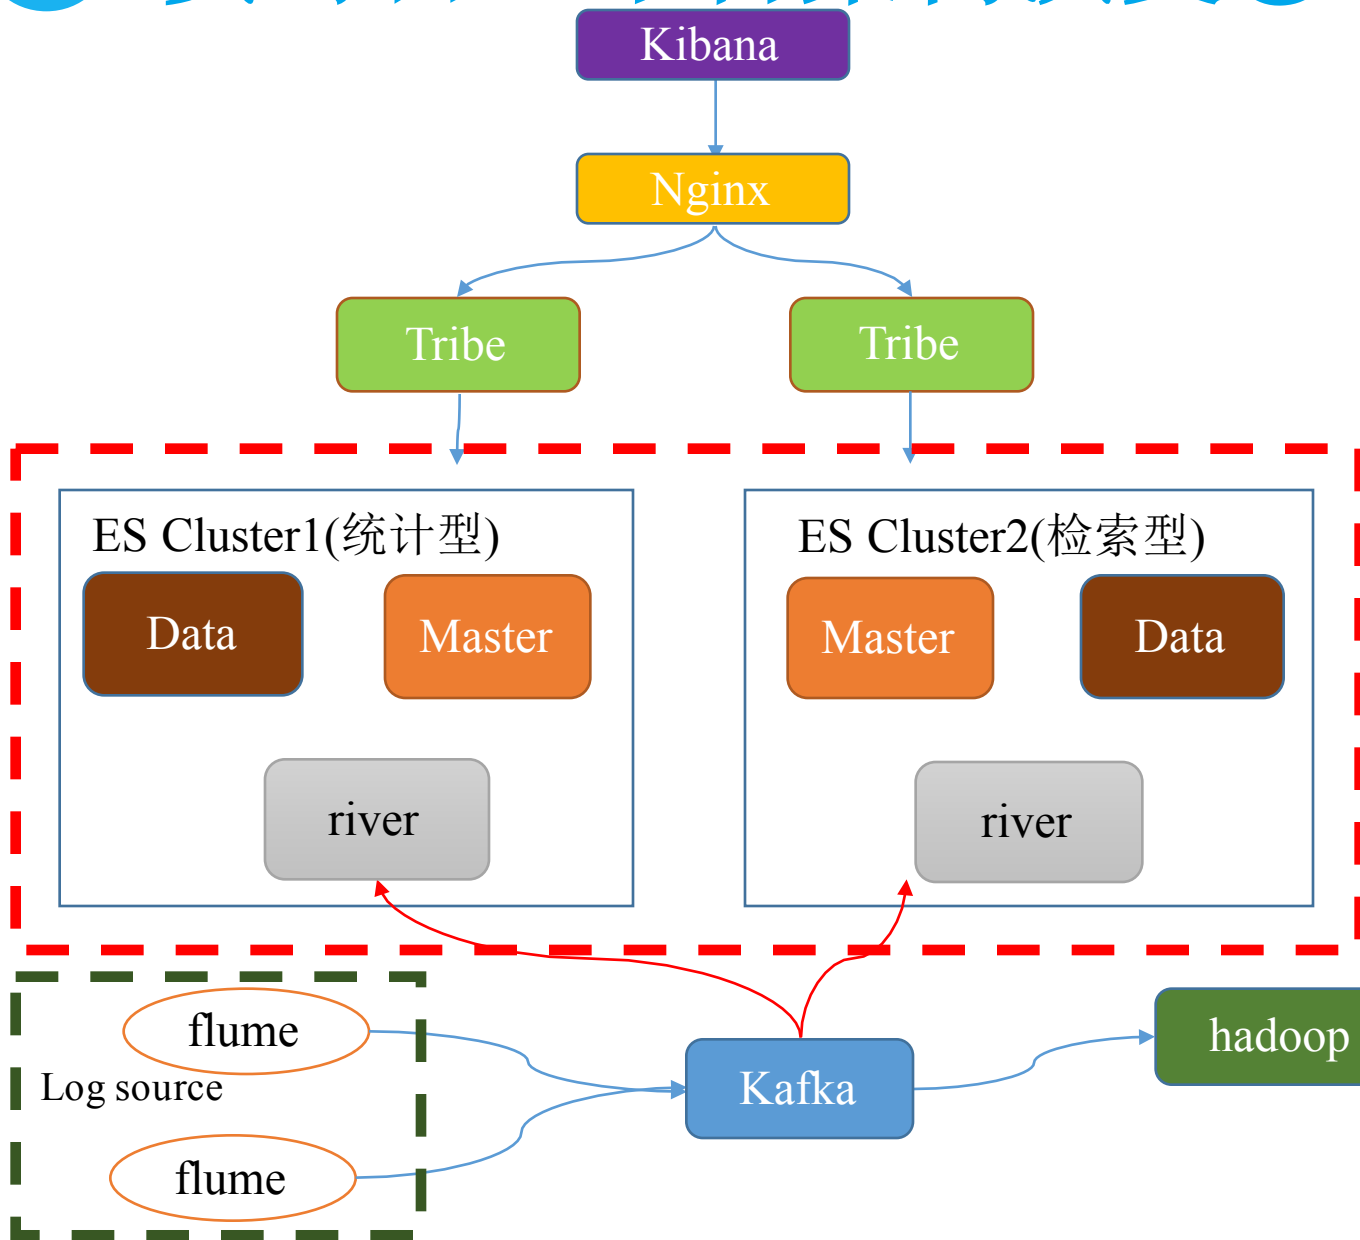 Kibana
Nginx
Tribe
Tribe
ES Cluster1(统计型)
ES Cluster2(检索型)
Data
Master
Master
Data
river
river
flume
hadoop
Log source
Kafka
flume